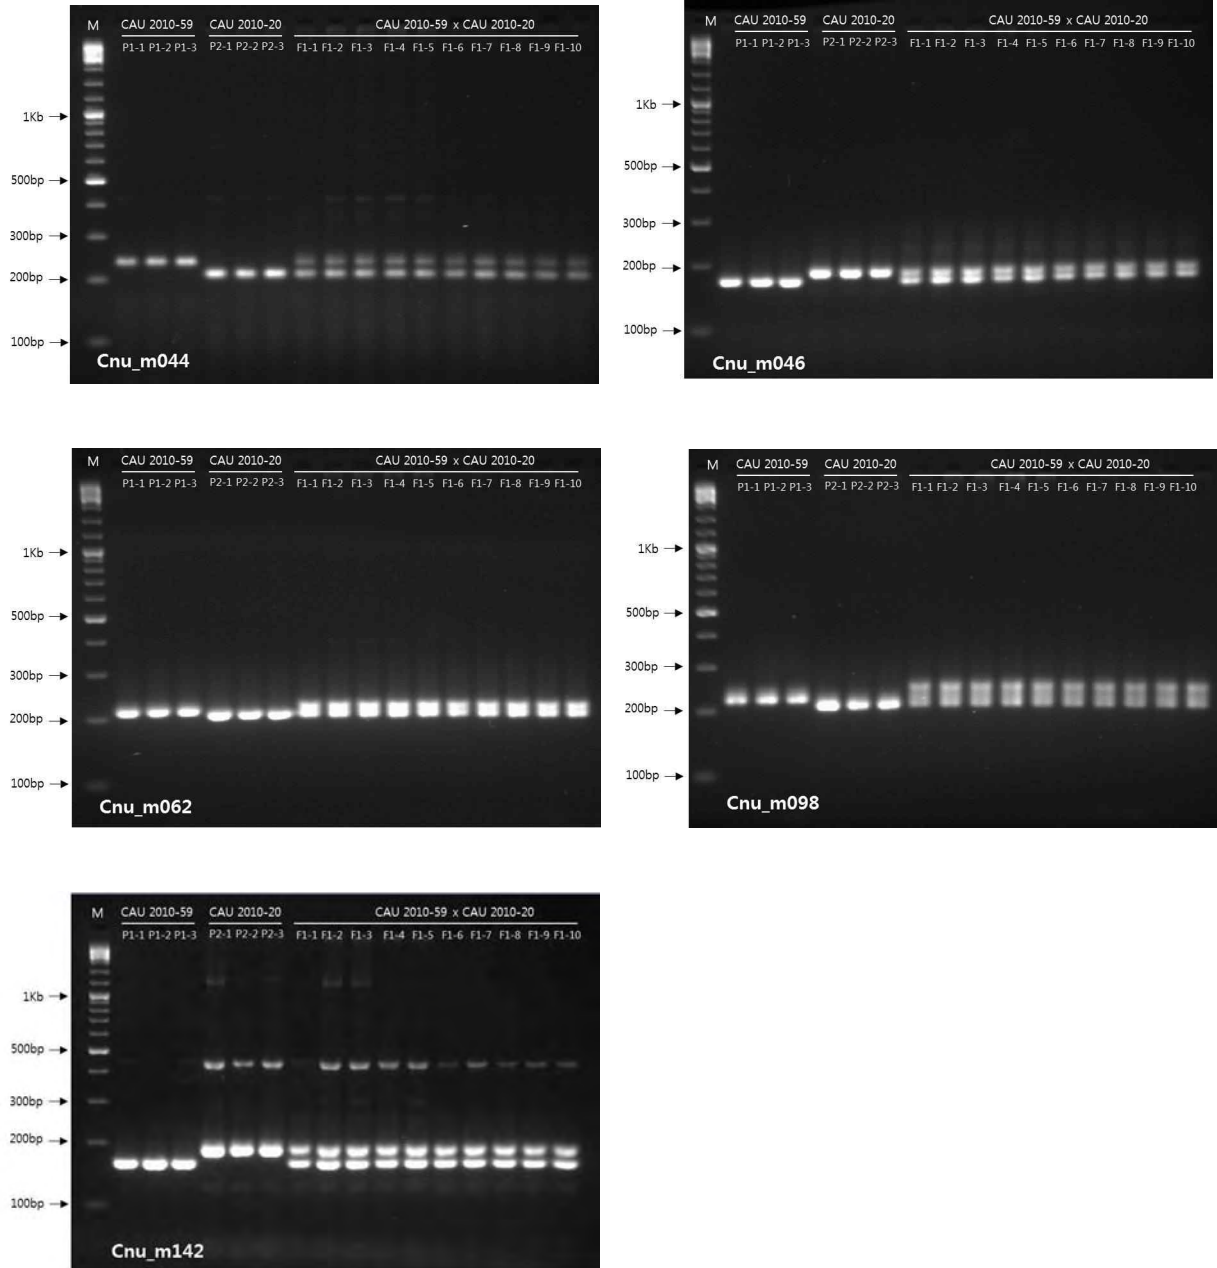 M CAU 2010-59 CAU 2010-20 CAU 2010-59 x CAU 2010-20
P1-1 P1-2 P1-3 P2-1 P2-2 P2-3 F1-1 F1-2 F1-3 F1-4 F1-5 F1-6 F1-7 F1-8 F1-9 F1-10
1Kb
500bp
300bp
200bp
100bp
Cnu_m044
M CAU 2010-59 CAU 2010-20 CAU 2010-59 x CAU 2010-20
P1-1 P1-2 P1-3 P2-1 P2-2 P2-3 F1-1 F1-2 F1-3 F1-4 F1-5 F1-6 F1-7 F1-8 F1-9 F1-10
1Kb
500bp
300bp
200bp
100bp
Cnu_m046
M CAU 2010-59 CAU 2010-20 CAU 2010-59 x CAU 2010-20
P1-1 P1-2 P1-3 P2-1 P2-2 P2-3 F1-1 F1-2 F1-3 F1-4 F1-5 F1-6 F1-7 F1-8 F1-9 F1-10
1Kb
500bp
300bp
200bp
100bp
Cnu_m062
M CAU 2010-59 CAU 2010-20 CAU 2010-59 x CAU 2010-20
P1-1 P1-2 P1-3 P2-1 P2-2 P2-3 F1-1 F1-2 F1-3 F1-4 F1-5 F1-6 F1-7 F1-8 F1-9 F1-10
1Kb
500bp
300bp
200bp
100bp
Cnu_m098
M CAU 2010-59 CAU 2010-20 CAU 2010-59 x CAU 2010-20
P1-1 P1-2 P1-3 P2-1 P2-2 P2-3 F1-1 F1-2 F1-3 F1-4 F1-5 F1-6 F1-7 F1-8 F1-9 F1-10
1Kb
500bp
300bp
200bp
100bp
Cnu_m142